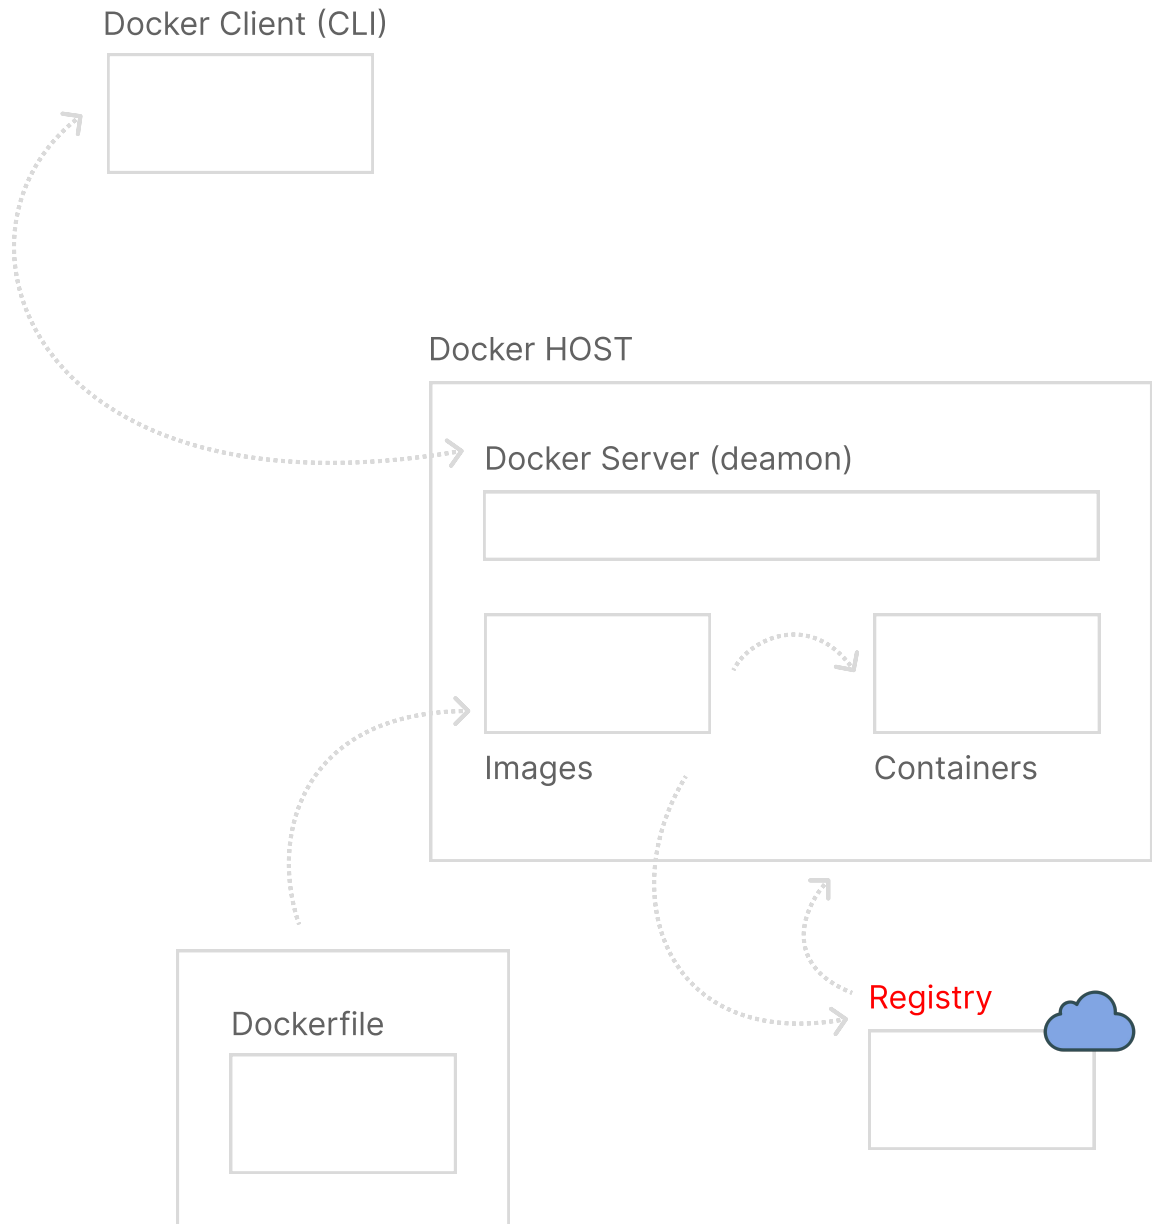 Docker Client (CLI)
Docker HOST
Docker Server (deamon)
Images
Containers
Registry
Dockerfile